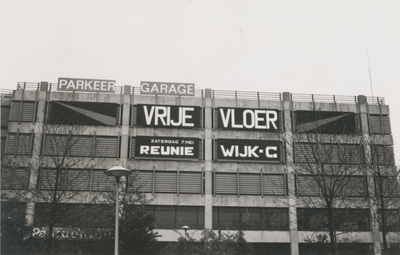 PARKEER GARAGE
VRIJE VLOER
ZATERDAG 7 MEI
REUNIE WIJK-C